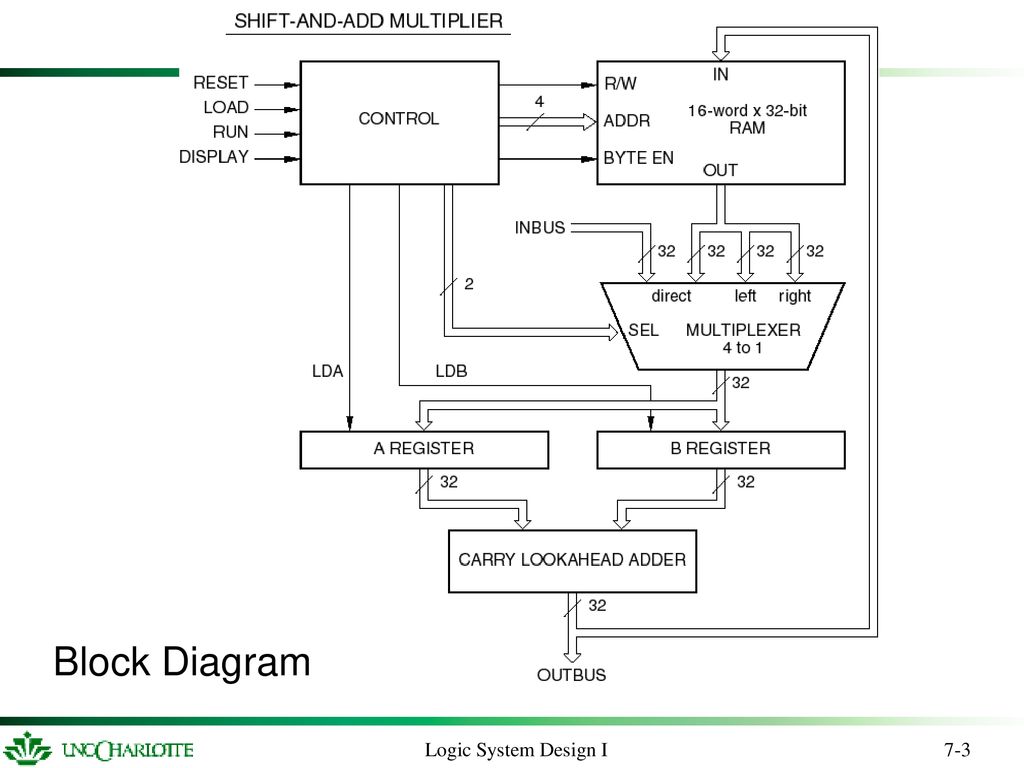 SHIFT-AND-ADD MULTIPLIER
RESET
LOAD
RUN
DISPLAY
CONTROL
4
R/W
ADDR
BYTE EN
IN
16-word x 32-bit
RAM
OUT
INBUS
32
32
32
32
2
direct
left
right
SEL
MULTIPLEXER
4 to 1
LDA
LDB
32
A REGISTER
B REGISTER
32
32
CARRY LOOKAHEAD ADDER
32
OUTBUS
Block Diagram
UNC CHARLOTTE
Logic System Design I
7-3